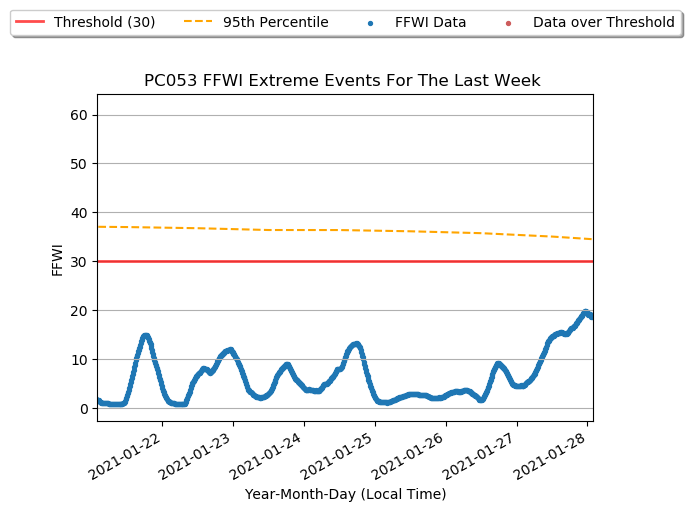 Threshold (30) 95th Percentile FFWI Data Data over Threshold
PC053 FFWI Extreme Events For The Last Week
60
50
40
30
20
10
0
FFWI
2021-01-22 2021-01-23 2021-01-24 2021-01-25 2021-01-26 2021-01-27 2021-01-28
Year-Month-Day (Local Time)